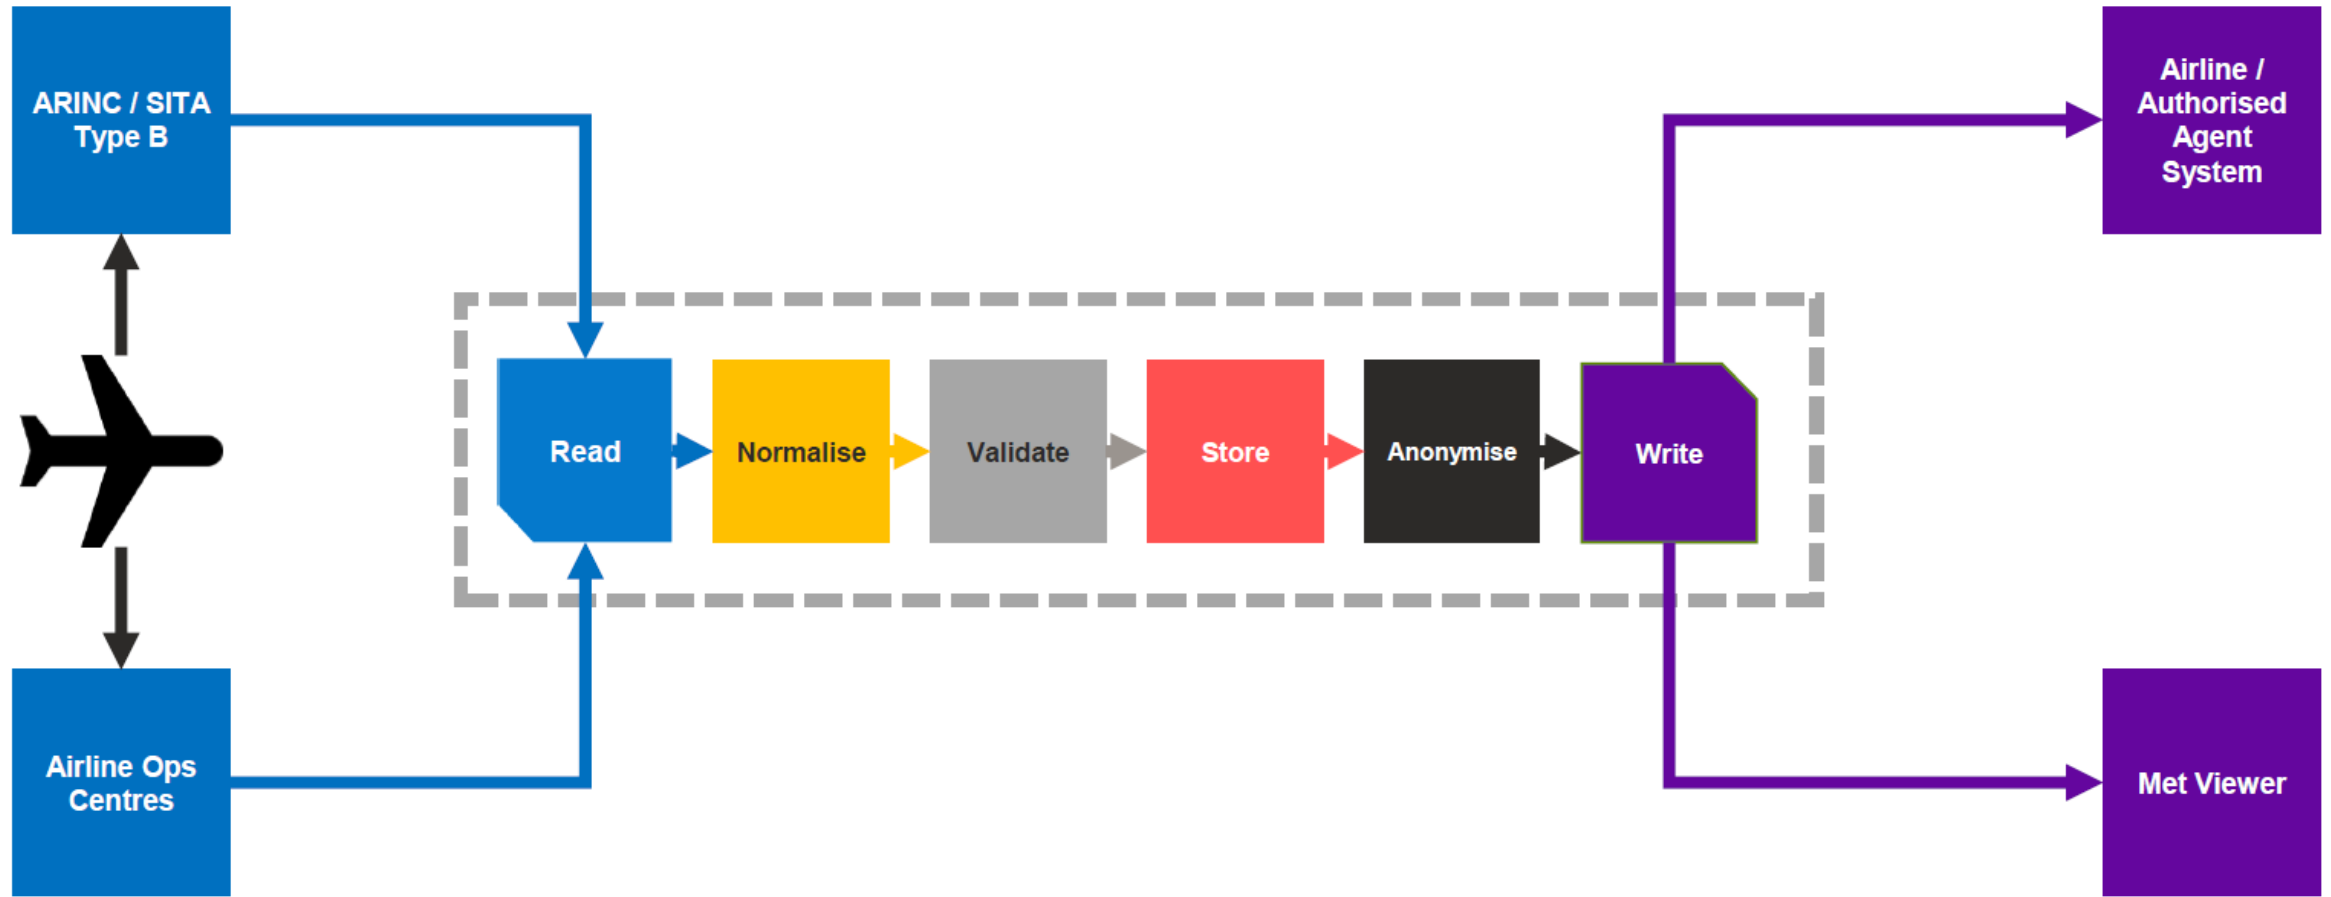 ARINC / SITA
Type B
Airline /
Authorised
Agent
System
Read
Normalise
Validate
Store
Anonymise
Write
Airline Ops
Centres
Met Viewer